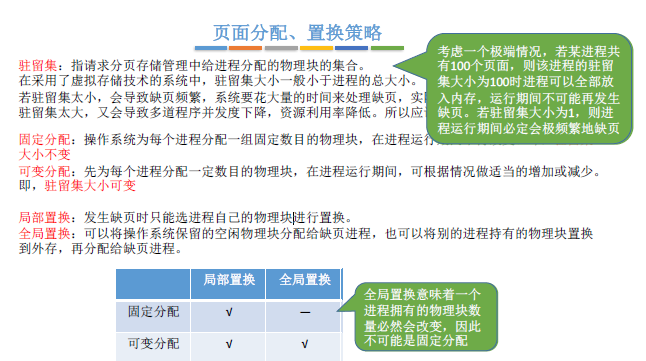 页面分配、置换策略
驻留集：指请求分页存储管理中给进程分配的物理块的集合。
在采用了虚拟存储技术的系统中，驻留集大小一般小于进程的总大小。
若驻留集太小，会导致缺页频繁，系统要花大量的时间来处理缺页，实
驻留集太大，又会导致多道程序并发度下降，资源利用率降低。所以应
考虑一个极端情况，若某进程共
有100个页面，则该进程的驻留
集大小为100时进程可以全部放
入内存，运行期间不可能再发生
缺页。若驻留集大小为1，则进
程运行期间必定会极频繁地缺页
固定分配：操作系统为每个进程分配一组固定数目的物理块，在进程运行
大小不变
可变分配：先为每个进程分配一定数目的物理块，在进程运行期间，可根据情况做适当的增加或减少。
即，驻留集大小可变
局部置换：发生缺页时只能选进程自己的物理块进行置换。
全局置换：可以将操作系统保留的空闲物理块分配给缺页进程，也可以将别的进程持有的物理块置换
到外存，再分配给缺页进程。
局部置换 全局置换
固定分配 √ —
可变分配 √ √
全局置换意味着一个
进程拥有的物理块数
量必然会改变，因此
不可能是固定分配